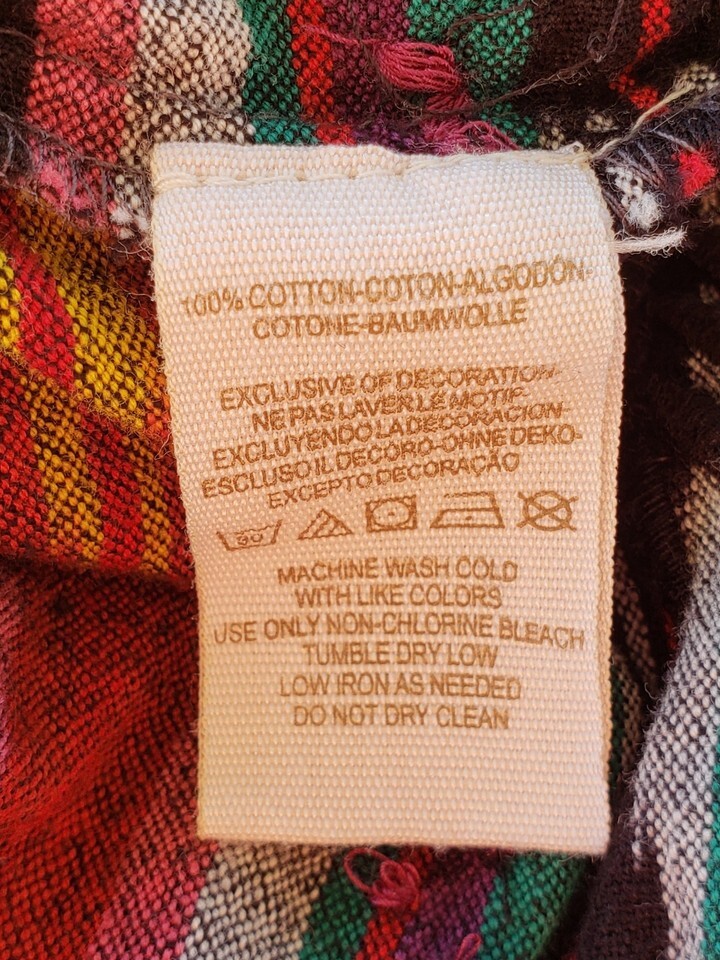 100% COTTON-COTON-ALGODÓN-
COTONE-BAUMWOLLE
EXCLUSIVE OF DECORATION-
NE PAS LAVER LE MOTIF-
EXCLUYENDO LA DECORACION-
ESCLUSO IL DECORO-OHNE DEKO-
EXCEPTO DECORAÇÃO
30
MACHINE WASH COLD
WITH LIKE COLORS
USE ONLY NON-CHLORINE BLEACH
TUMBLE DRY LOW
LOW IRON AS NEEDED
DO NOT DRY CLEAN